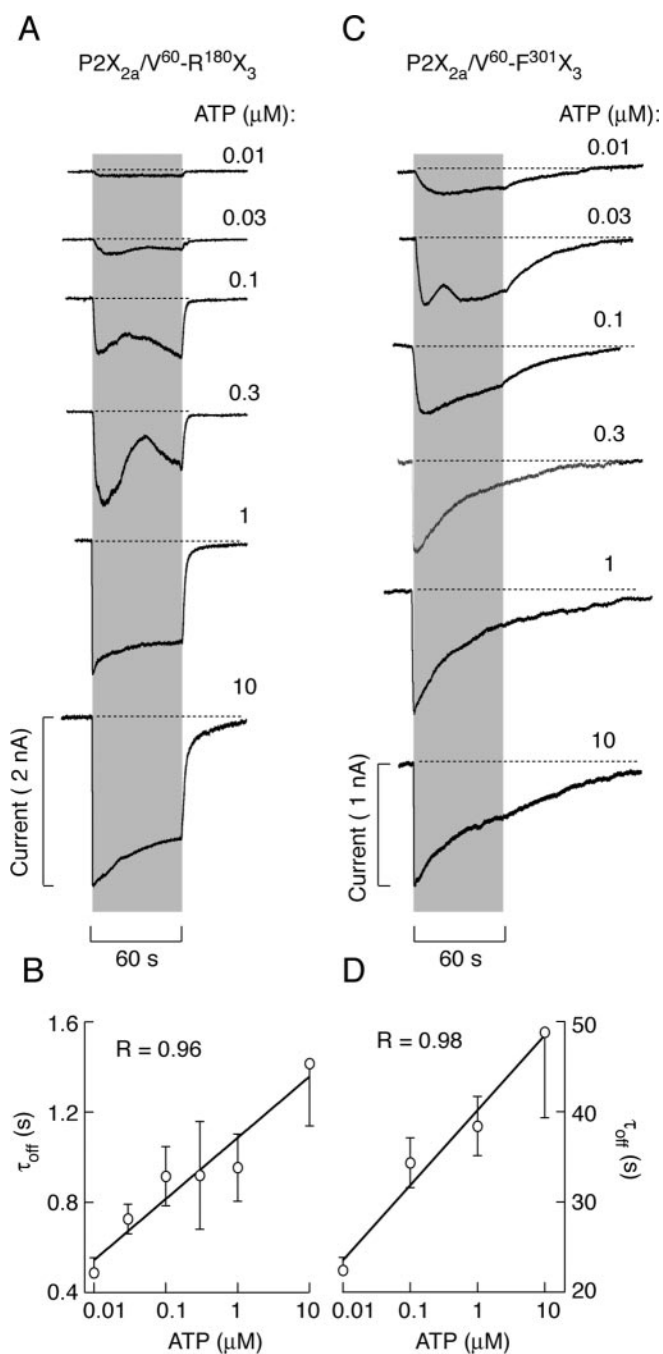 A
P2X2a/V60-R180X3
ATP (μM):
0.01
0.03
0.1
0.3
1
10
Current ( 2 nA)
60 s
C
P2X2a/V60-F301X3
ATP (μM):
0.01
0.03
0.1
0.3
1
10
Current ( 1 nA)
60 s
B
R = 0.96
1.6
1.2
0.8
0.4
τoff (s)
0.01 0.1 1 10
ATP (μM)
D
R = 0.98
50
40
30
20
τoff (s)
0.01 0.1 1 10
ATP (μM)